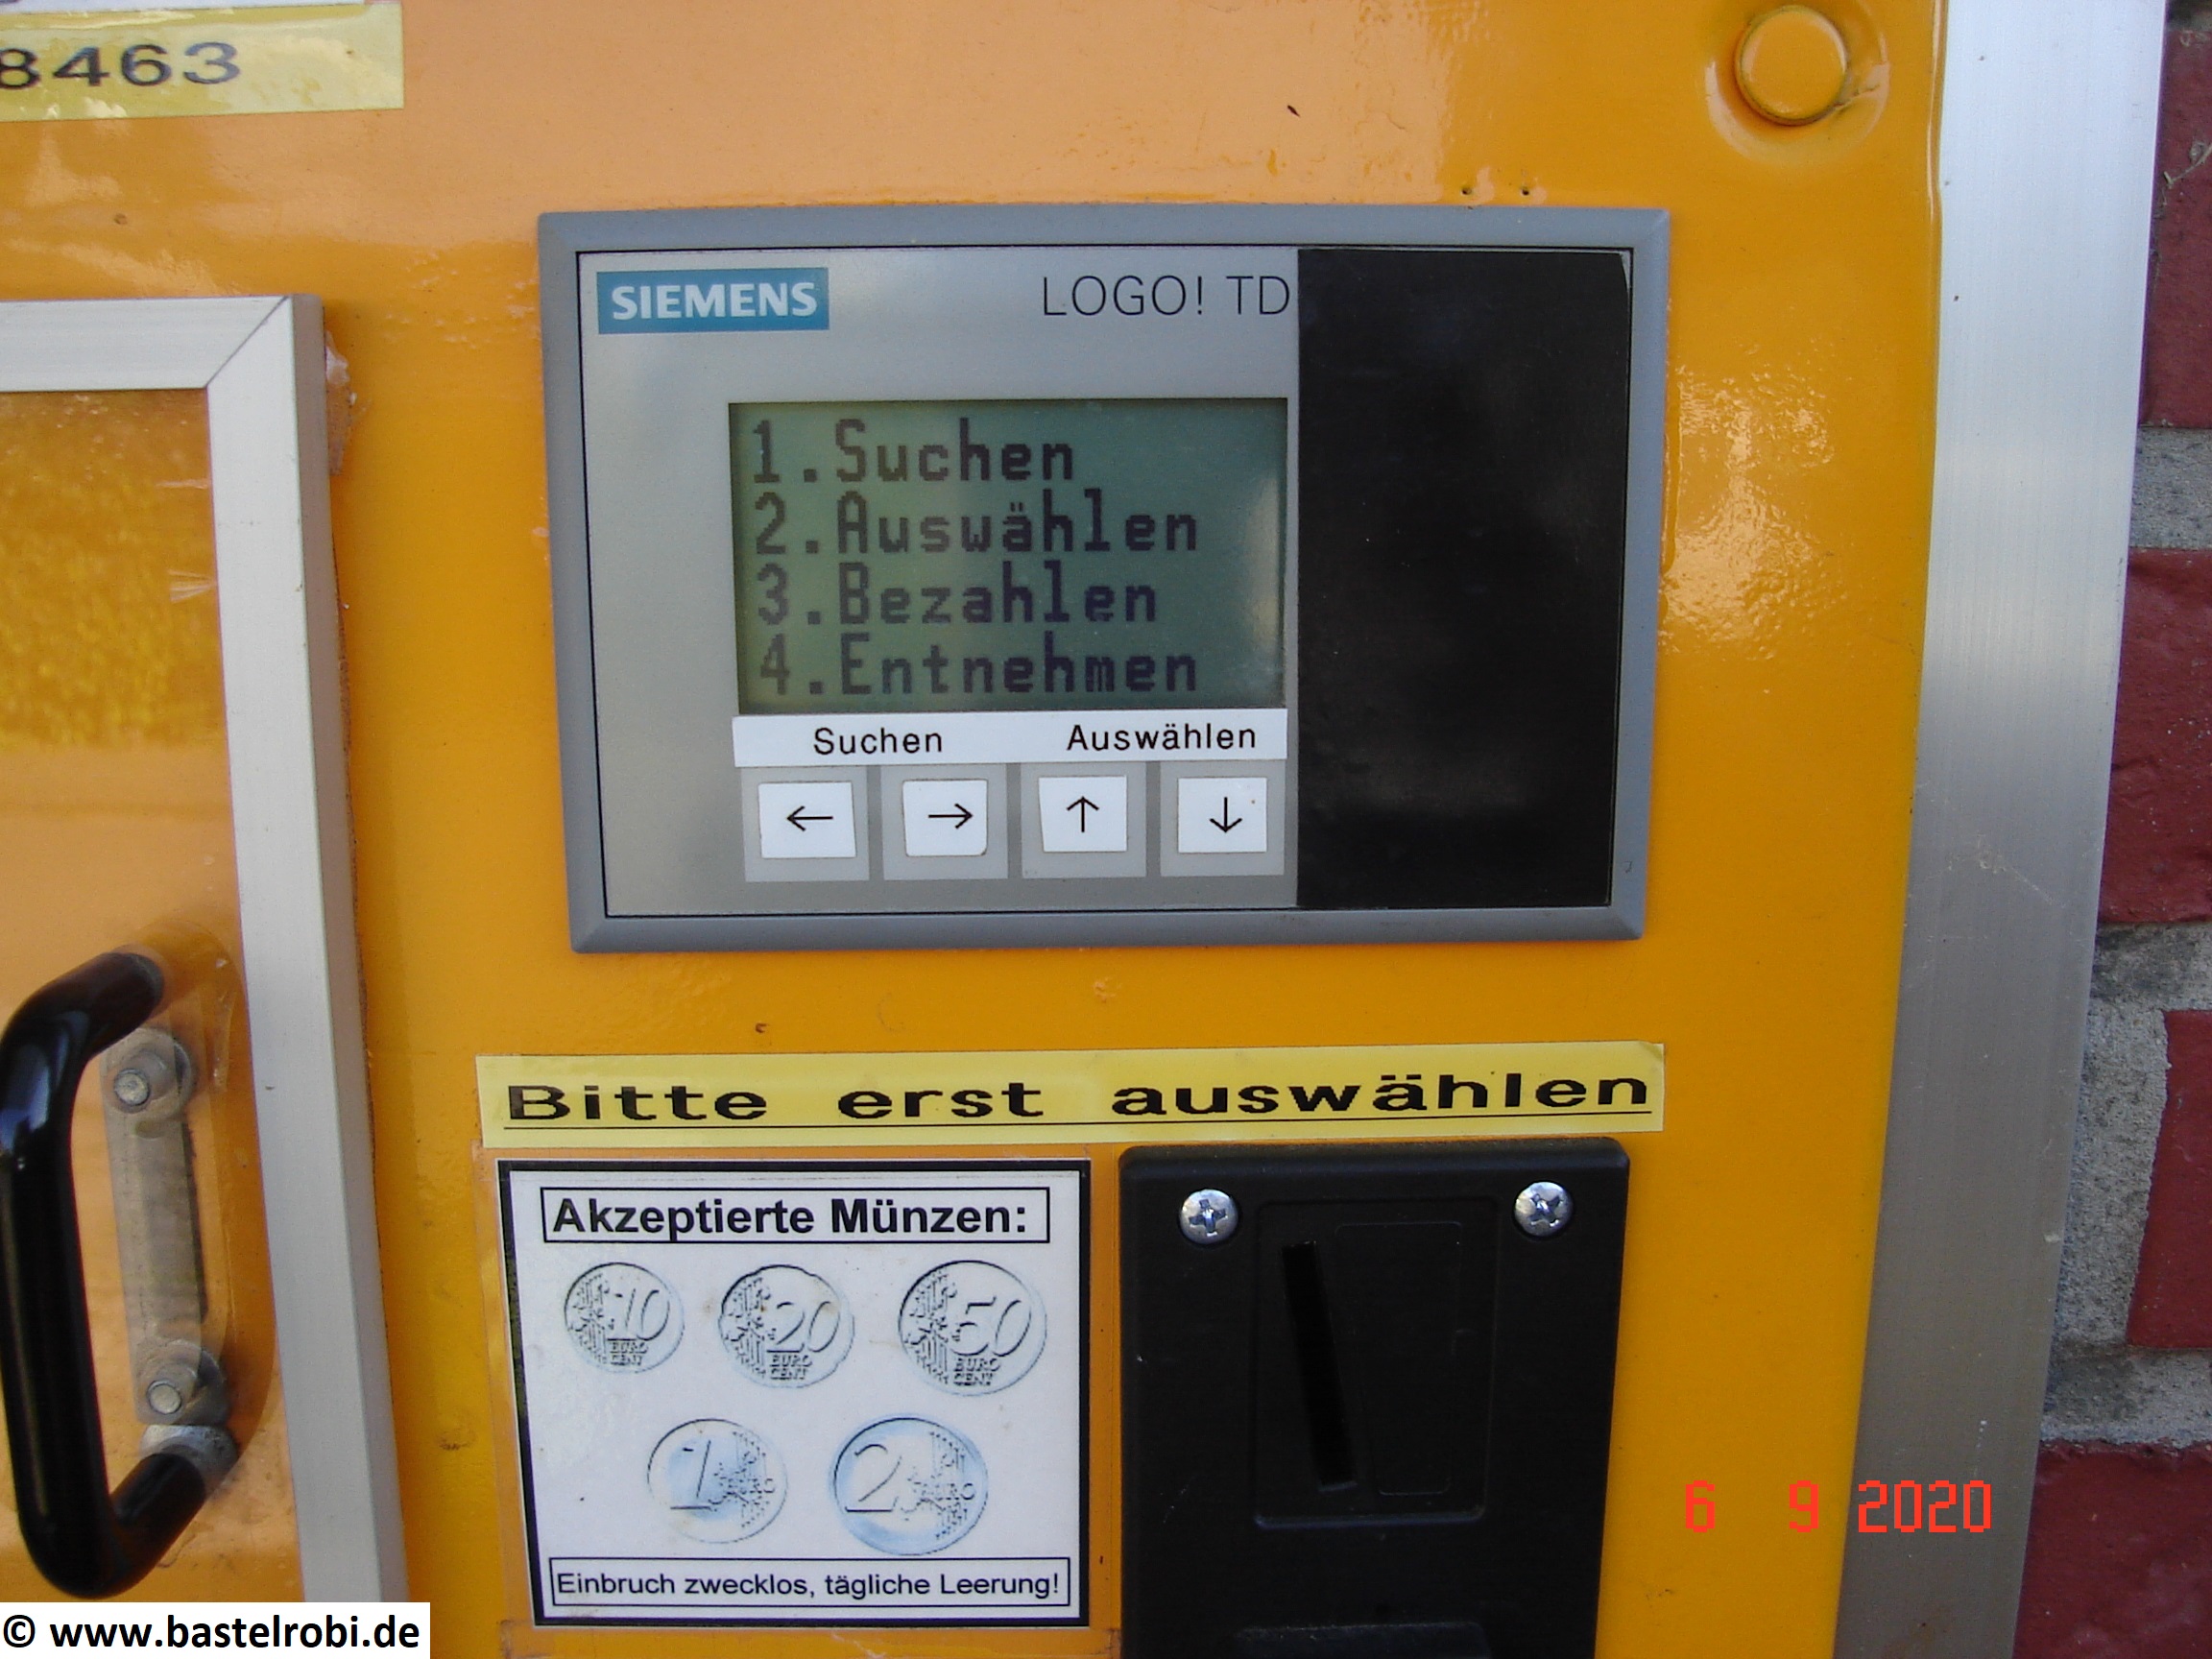 8463
SIEMENS
LOGO! TD
1.Suchen
2.Auswählen
3.Bezahlen
4.Entnehmen
Suchen Auswählen
← → ↑ ↓
Bitte erst auswählen
Akzeptierte Münzen:
10 EURO CENT
20 EURO CENT
50 EURO CENT
1 EURO
2 EURO
Einbruch zwecklos, tägliche Leerung!
6 9 2020
© www.bastelrobi.de